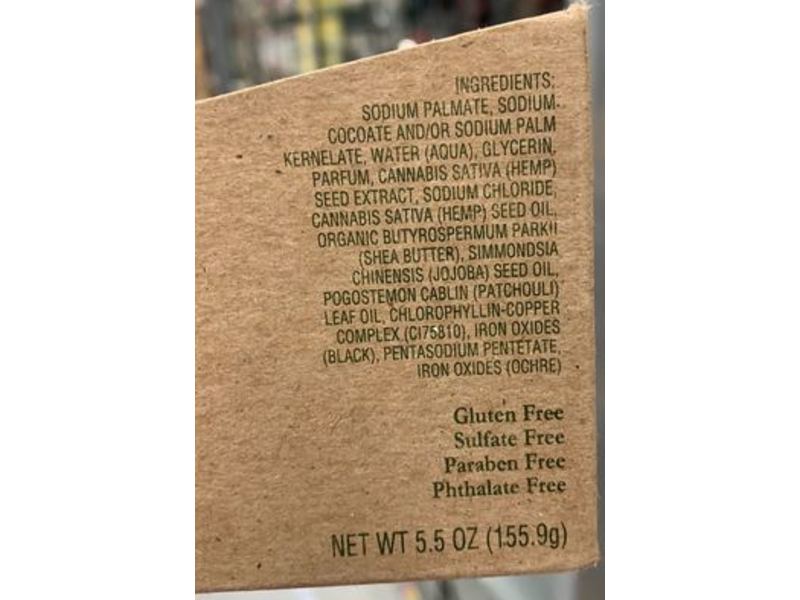 INGREDIENTS:
SODIUM PALMATE, SODIUM
COCOATE AND/OR SODIUM PALM
KERNELATE, WATER (AQUA), GLYCERIN,
PARFUM, CANNABIS SATIVA (HEMP)
SEED EXTRACT, SODIUM CHLORIDE,
CANNABIS SATIVA (HEMP) SEED OIL,
ORGANIC BUTYROSPERMUM PARKII
(SHEA BUTTER), SIMMONDSIA
CHINENSIS (JOJOBA) SEED OIL,
POGOSTEMON CABLIN (PATCHOULI)
LEAF OIL, CHLOROPHYLLIN-COPPER
COMPLEX (CI75810), IRON OXIDES
(BLACK), PENTASODIUM PENTETATE,
IRON OXIDES (OCHRE)
Gluten Free
Sulfate Free
Paraben Free
Phthalate Free
NET WT 5.5 OZ (155.9g)